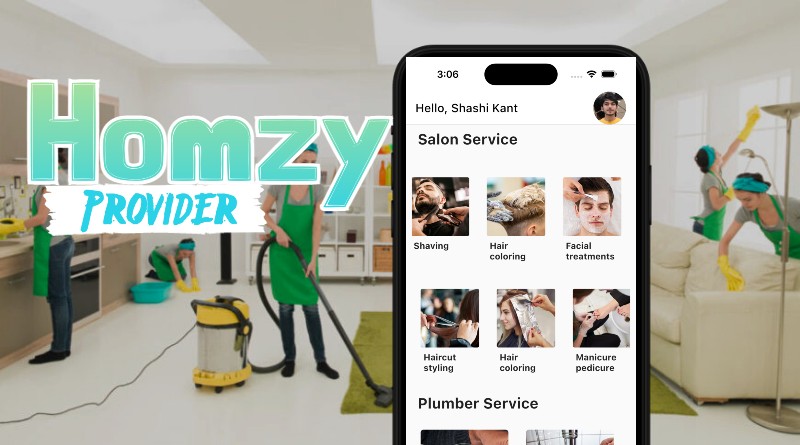 Homzy
PROVIDER
3:06
Hello, Shashi Kant
Salon Service
Shaving
Hair
coloring
Facial
treatments
Haircut
styling
Hair
coloring
Manicure
pedicure
Plumber Service